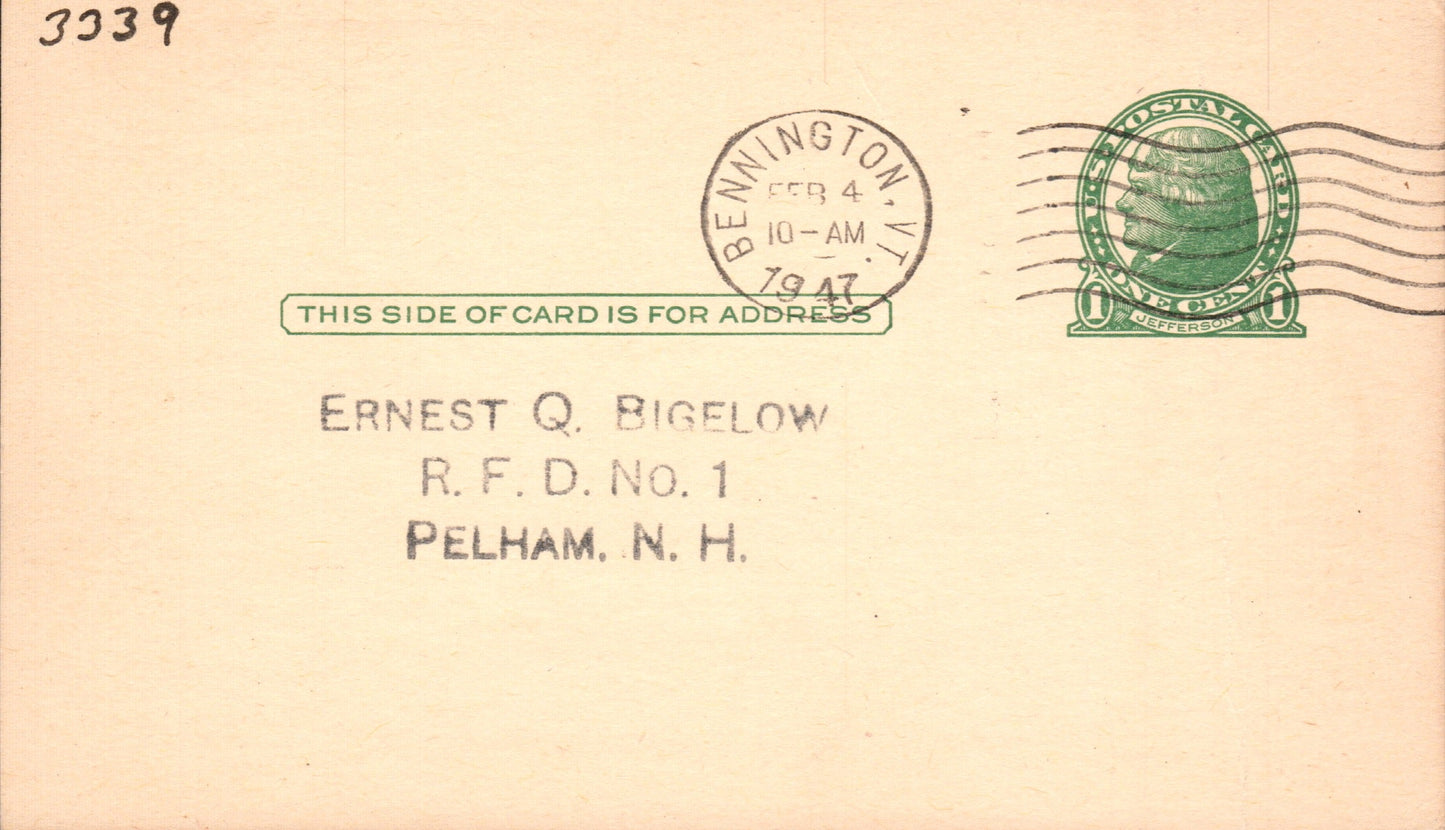 3339
BENNINGTON, VT.
FEB 4
10-AM
1947
U·S·POSTAL CARD
ONE CENT
1 JEFFERSON 1
THIS SIDE OF CARD IS FOR ADDRESS
ERNEST Q. BIGELOW
R. F. D. NO. 1
PELHAM, N. H.